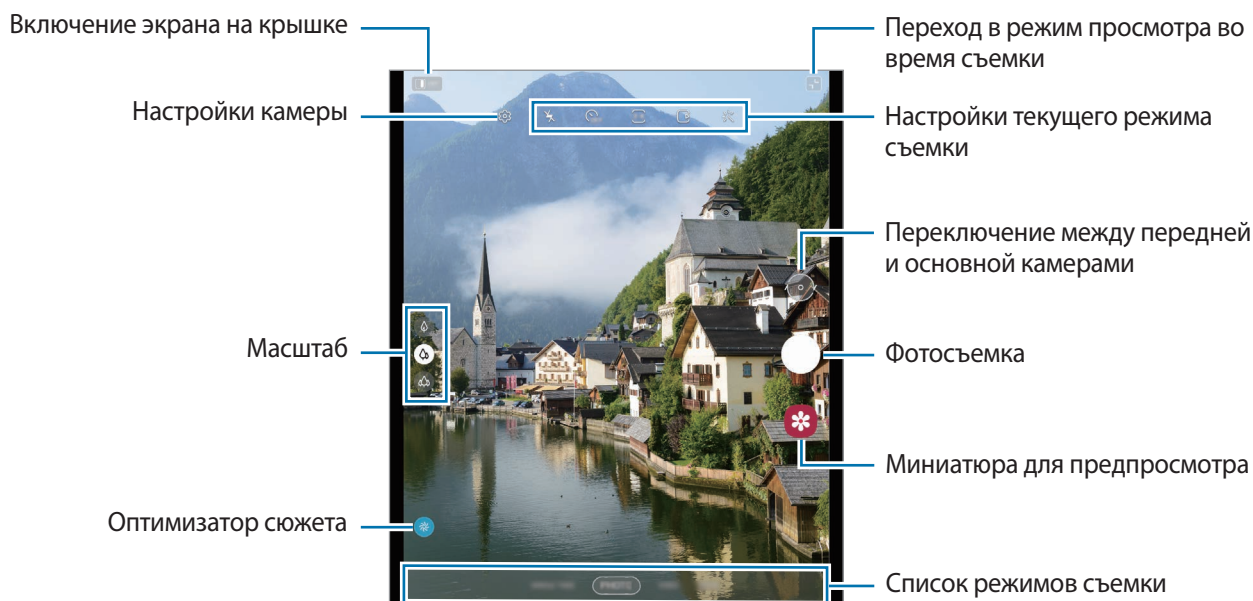 Включение экрана на крышке
Переход в режим просмотра во
время съемки
Настройки камеры
Настройки текущего режима
съемки
Переключение между передней
и основной камерами
Масштаб
Фотосъемка
Миниатюра для предпросмотра
Оптимизатор сюжета
PHOTO
Список режимов съемки